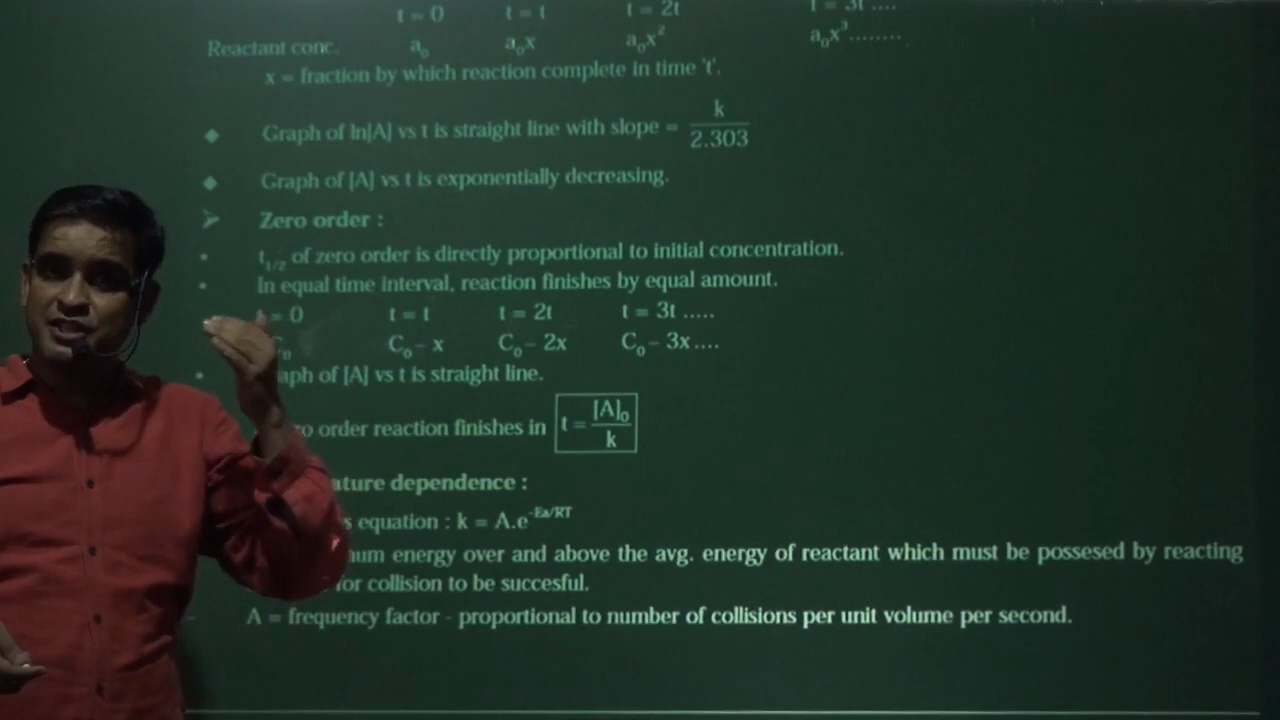 t = 0 t = t t = 2t t = 3t ....
Reactant conc. a₀ a₀x a₀x² a₀x³........
x = fraction by which reaction complete in time 't'.
◆ Graph of ln[A] vs t is straight line with slope = k/2.303
◆ Graph of [A] vs t is exponentially decreasing.
➢ Zero order :
• t₁/₂ of zero order is directly proportional to initial concentration.
• In equal time interval, reaction finishes by equal amount.
= 0 t = t t = 2t t = 3t .....
C₀ – x C₀ – 2x C₀ – 3x....
• of [A] vs t is straight line.
order reaction finishes in t = [A]₀/k
dependence :
equation : k = A.e^-Ea/RT
energy over and above the avg. energy of reactant which must be possesed by reacting
for collision to be succesful.
A = frequency factor - proportional to number of collisions per unit volume per second.